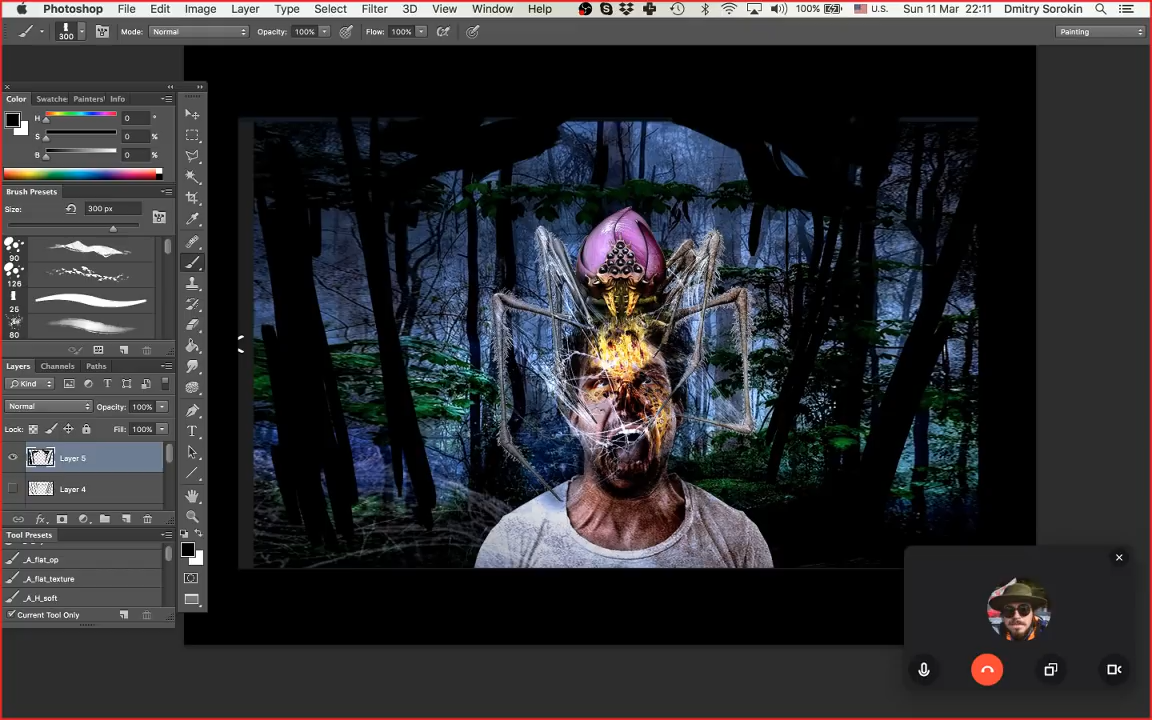 Photoshop File Edit Image Layer Type Select Filter 3D View Window Help 100% U.S. Sun 11 Mar 22:11 Dmitry Sorokin
300 Mode: Normal Opacity: 100% Flow: 100% Painting
Color Swatche Painters' Info
H 0 °
S 0 %
B 0 %
Brush Presets
Size: 300 px
90
126
25
80
Layers Channels Paths
Kind
Normal Opacity: 100%
Lock: Fill: 100%
Layer 5
Layer 4
fx
Tool Presets
_A_flat_op
_A_flat_texture
_A_H_soft
Current Tool Only